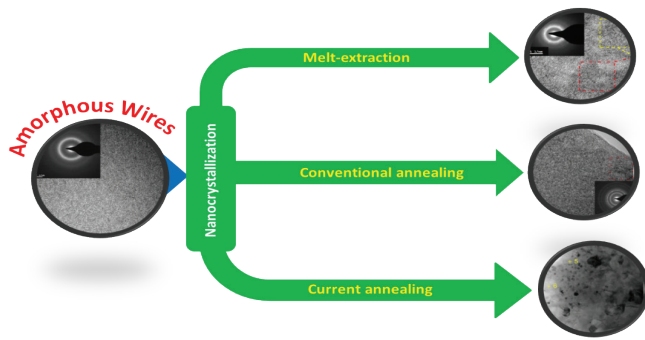 Amorphous Wires
Nanocrystallization
Melt-extraction
Conventional annealing
Current annealing